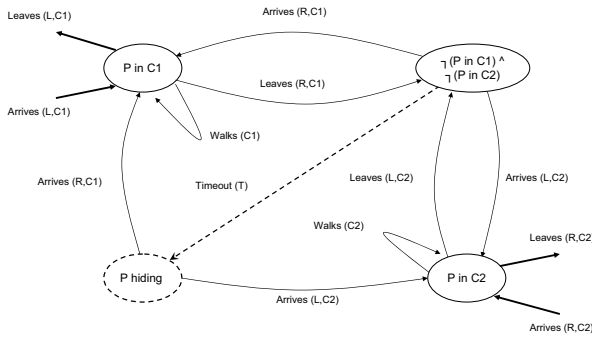 Leaves (L,C1)
Arrives (R,C1)
P in C1
┐(P in C1) ^
┐(P in C2)
Leaves (R,C1)
Arrives (L,C1)
Walks (C1)
Arrives (R,C1)
Timeout (T)
Leaves (L,C2)
Arrives (L,C2)
Walks (C2)
Leaves (R,C2)
P hiding
P in C2
Arrives (L,C2)
Arrives (R,C2)